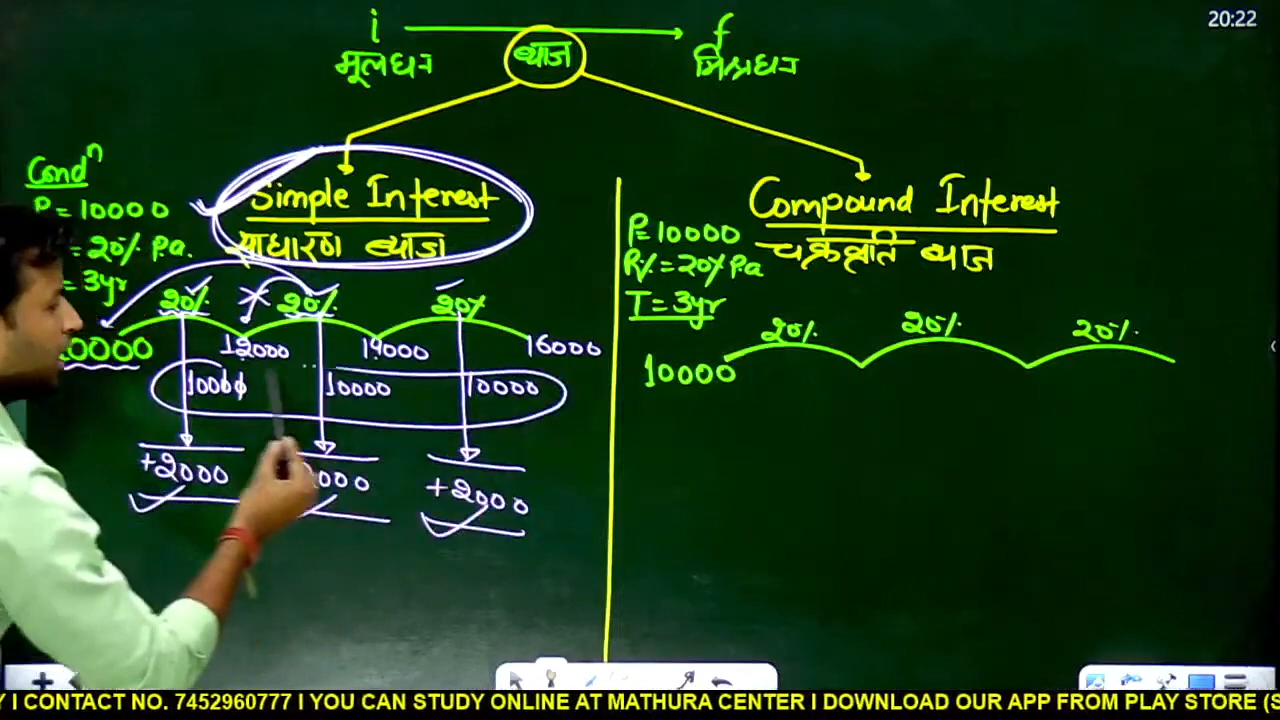 20:22
i f
मूलधन ब्याज मिश्रधन
Condⁿ
P = 10000
= 20% P.a.
= 3yr
Simple Interest
साधारण ब्याज
20% 20% 20%
10000 12000 14000 16000
10000 10000 10000
+2000 000 +2000
Compound Interest
चक्रवृद्धि ब्याज
P = 10000
R% = 20% P.a
T = 3yr
20% 20% 20%
10000
Y I CONTACT NO. 7452960777 I YOU CAN STUDY ONLINE AT MATHURA CENTER I DOWNLOAD OUR APP FROM PLAY STORE (S